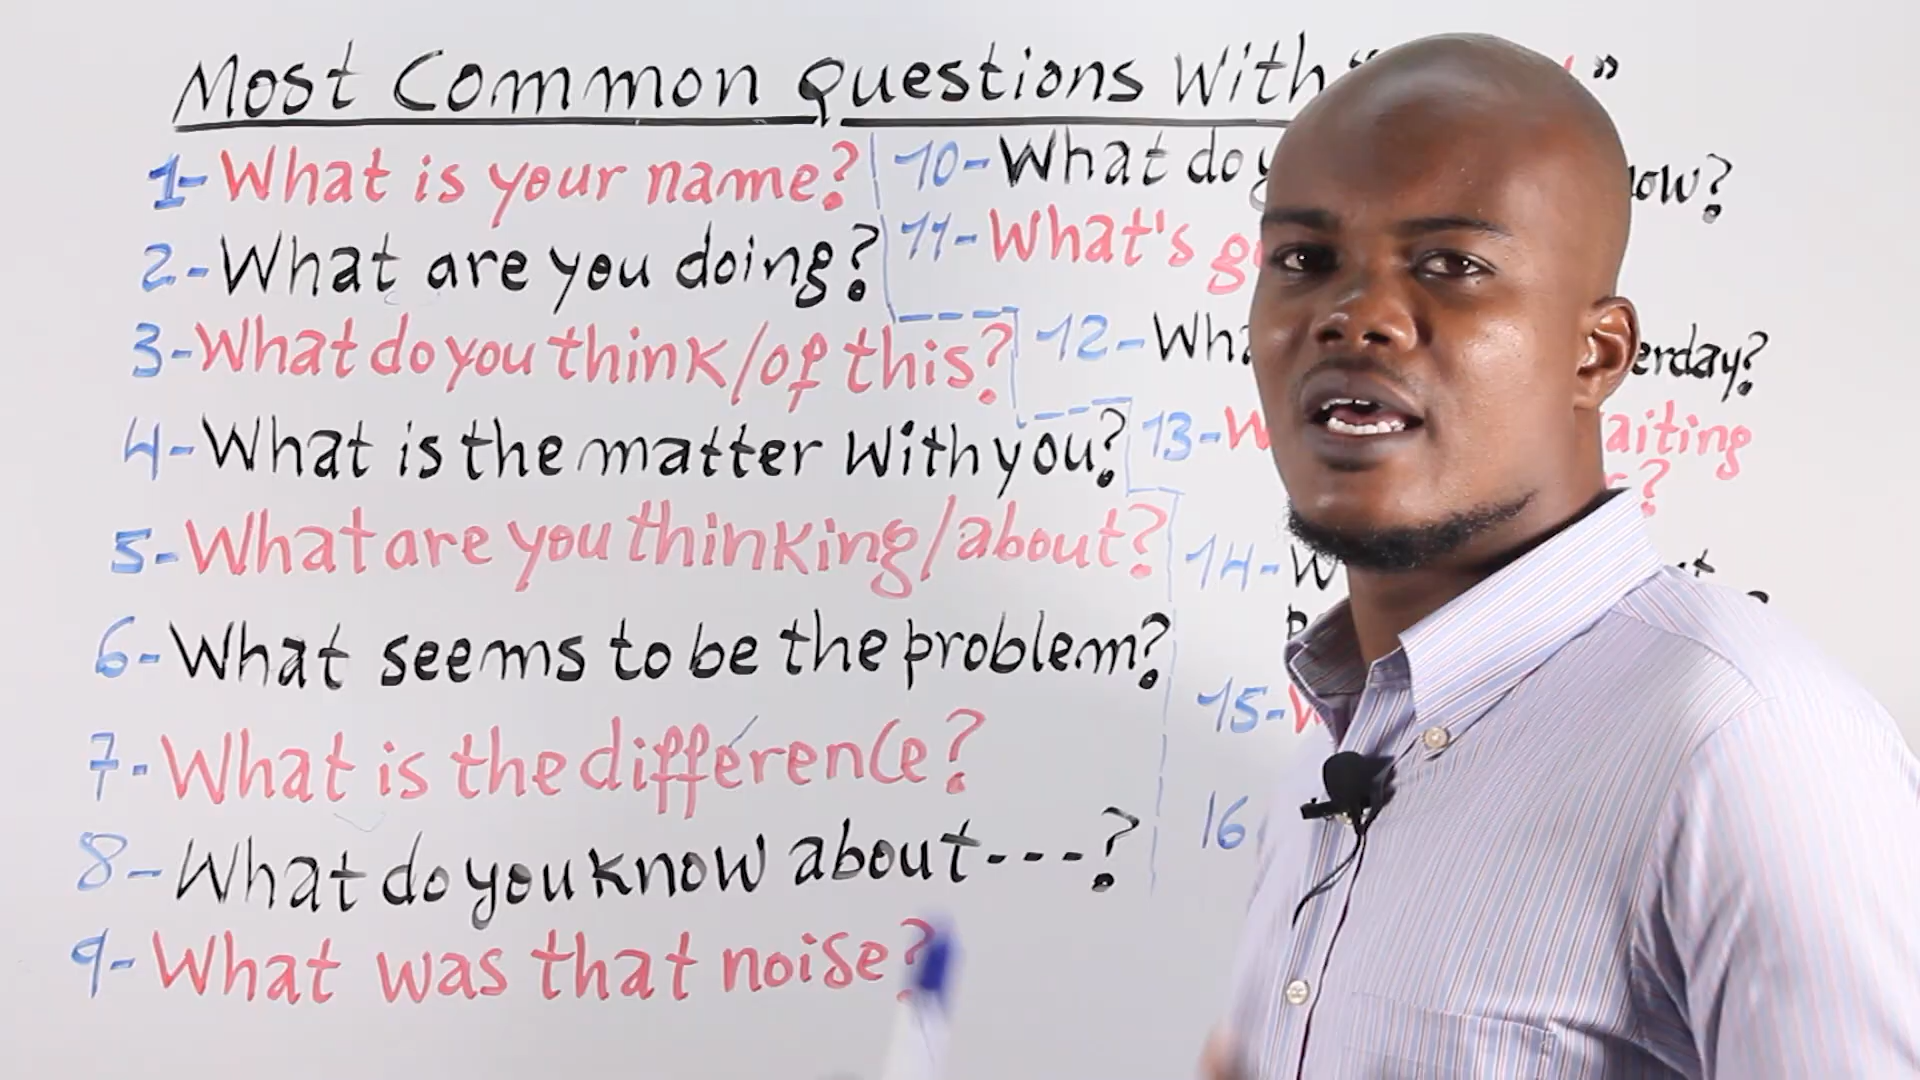 Most Common Questions With " "
1- What is your name?
2- What are you doing?
3- What do you think/of this?
4- What is the matter with you?
5- What are you thinking/about?
6- What seems to be the problem?
7- What is the difference?
8- What do you know about ---?
9- What was that noise?
10- What do
11- What's
12-
13-
14-
15-
16